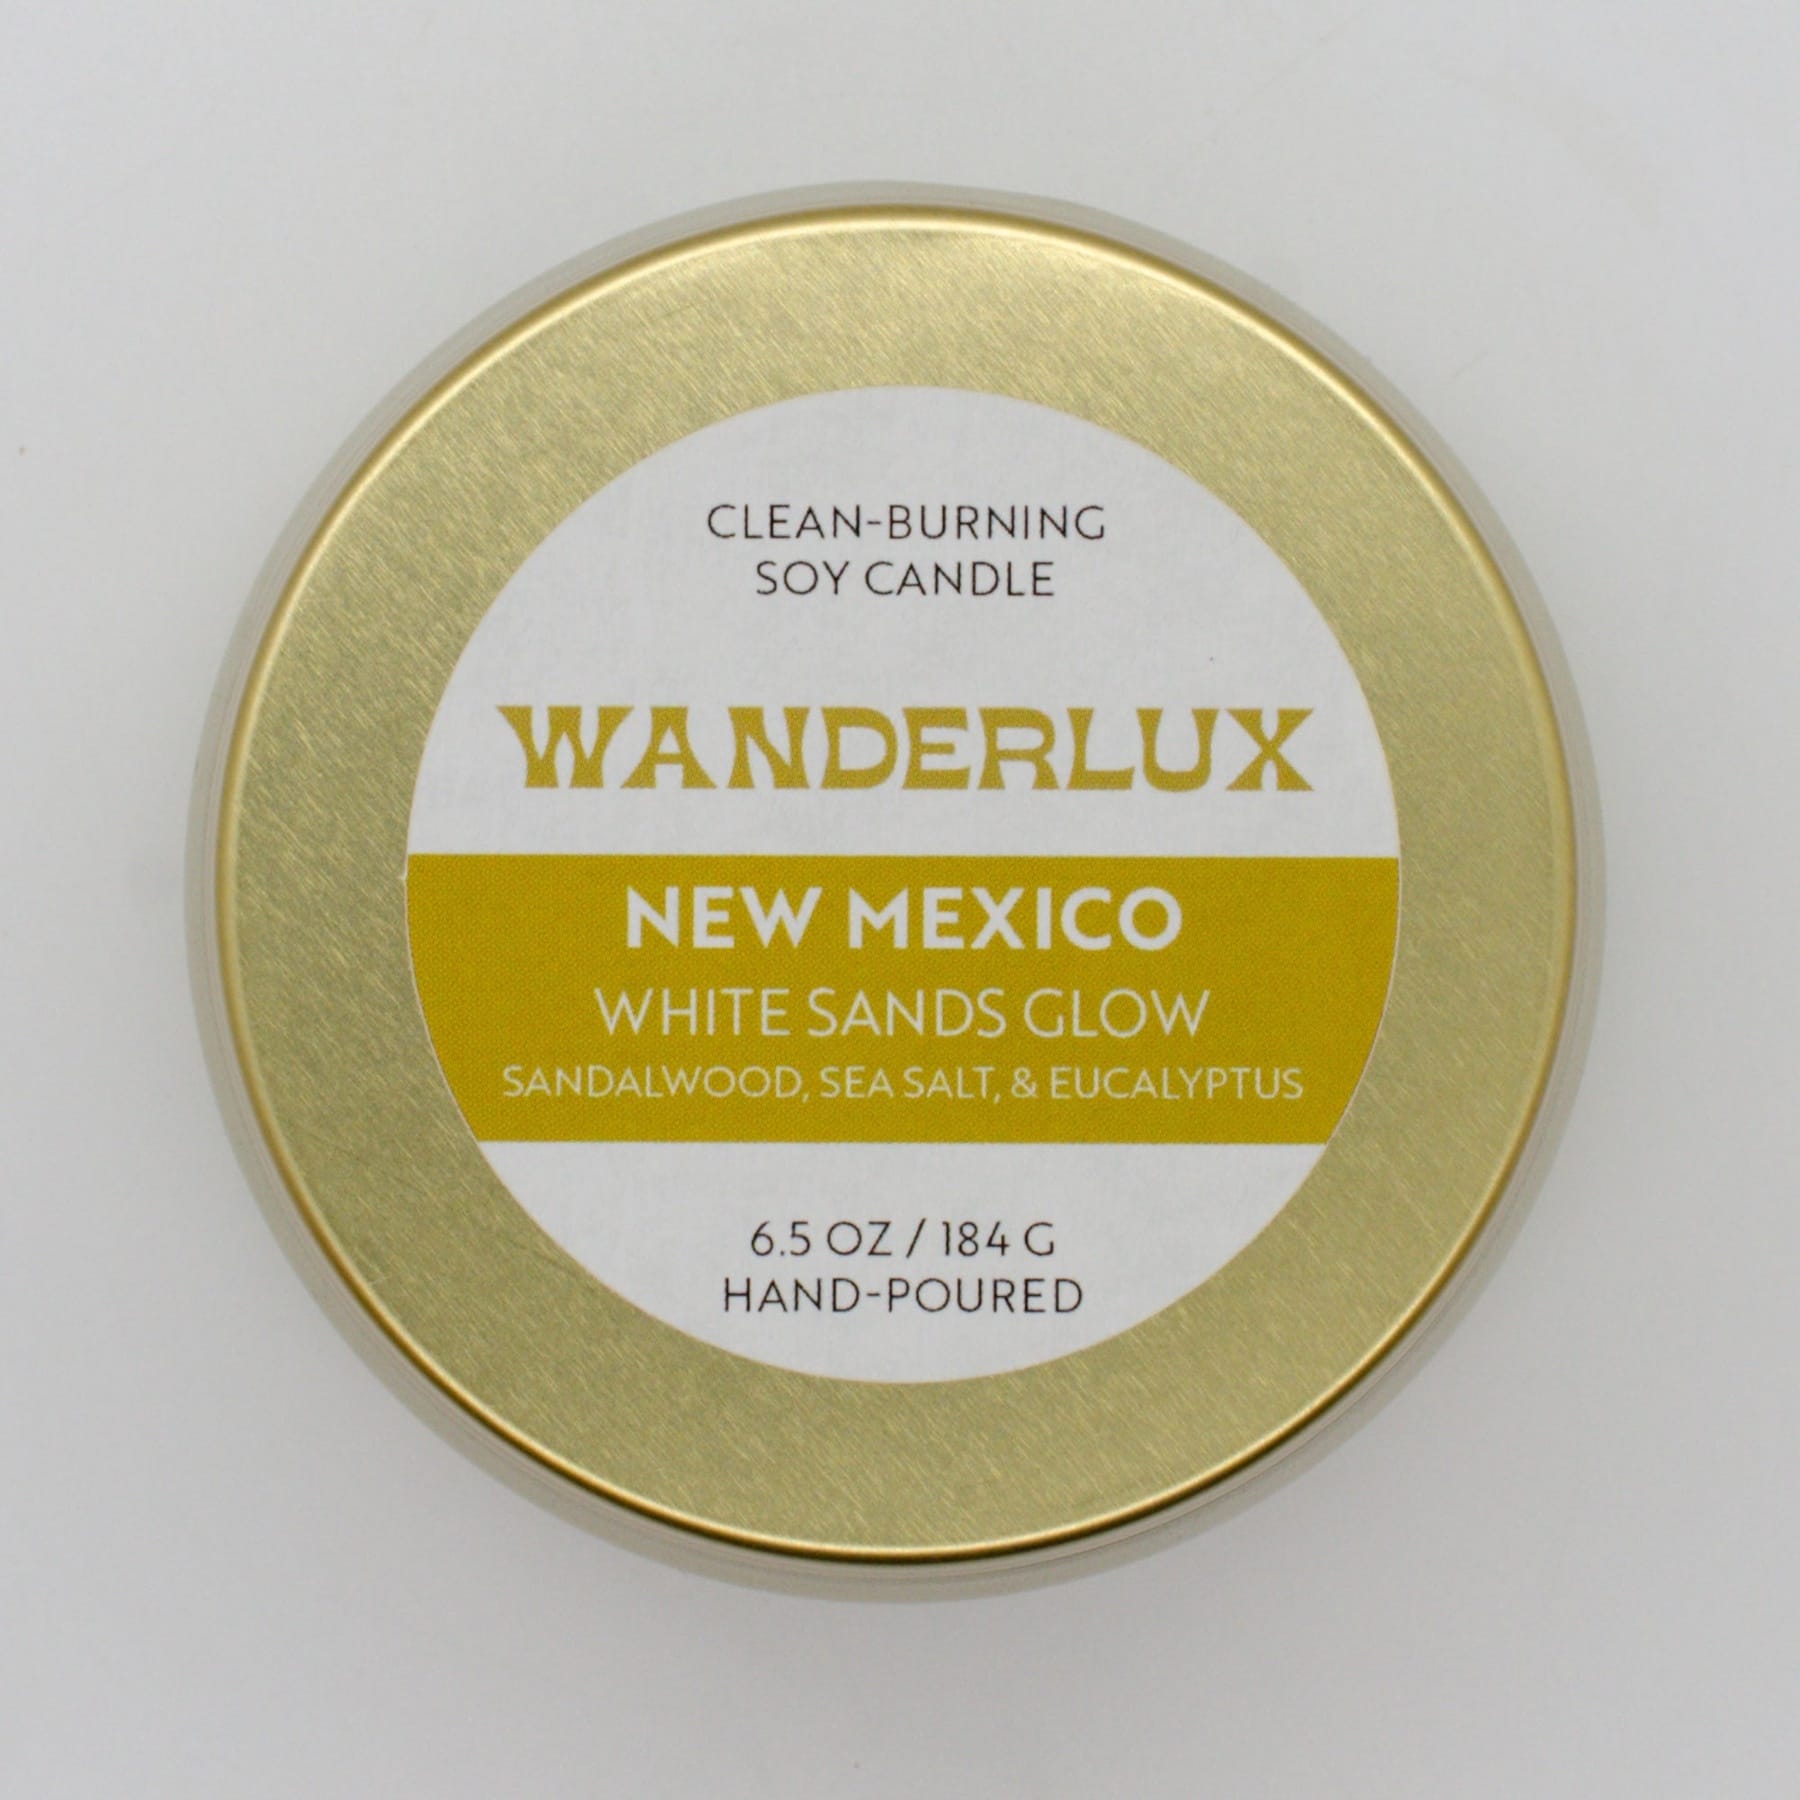 CLEAN-BURNING
SOY CANDLE
WANDERLUX
NEW MEXICO
WHITE SANDS GLOW
SANDALWOOD, SEA SALT, & EUCALYPTUS
6.5 OZ / 184 G
HAND-POURED